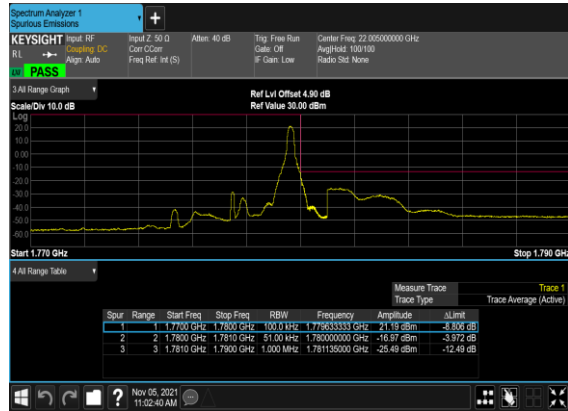 Spectrum Analyzer 1
Spurious Emissions
KEYSIGHT Input: RF Input Z: 50 Ω Atten: 40 dB Trig: Free Run Center Freq: 22.005000000 GHz
RL Coupling: DC Corr CCorr Gate: Off Avg|Hold: 100/100
Align: Auto Freq Ref: Int (S) IF Gain: Low Radio Std: None
PASS
3 All Range Graph Ref Lvl Offset 4.90 dB
Scale/Div 10.0 dB Ref Value 30.00 dBm
Log
20.0
10.0
0.00
-10.0
-20.0
-30.0
-40.0
-50.0
-60.0
Start 1.770 GHz Stop 1.790 GHz
4 All Range Table
Measure Trace Trace 1
Trace Type Trace Average (Active)
Spur Range Start Freq Stop Freq RBW Frequency Amplitude ΔLimit
1 1 1.7700 GHz 1.7800 GHz 100.0 kHz 1.779633333 GHz 21.19 dBm -8.806 dB
2 2 1.7800 GHz 1.7810 GHz 51.00 kHz 1.780000000 GHz -16.97 dBm -3.972 dB
3 3 1.7810 GHz 1.7900 GHz 1.000 MHz 1.781135000 GHz -25.49 dBm -12.49 dB
Nov 05, 2021
11:02:40 AM